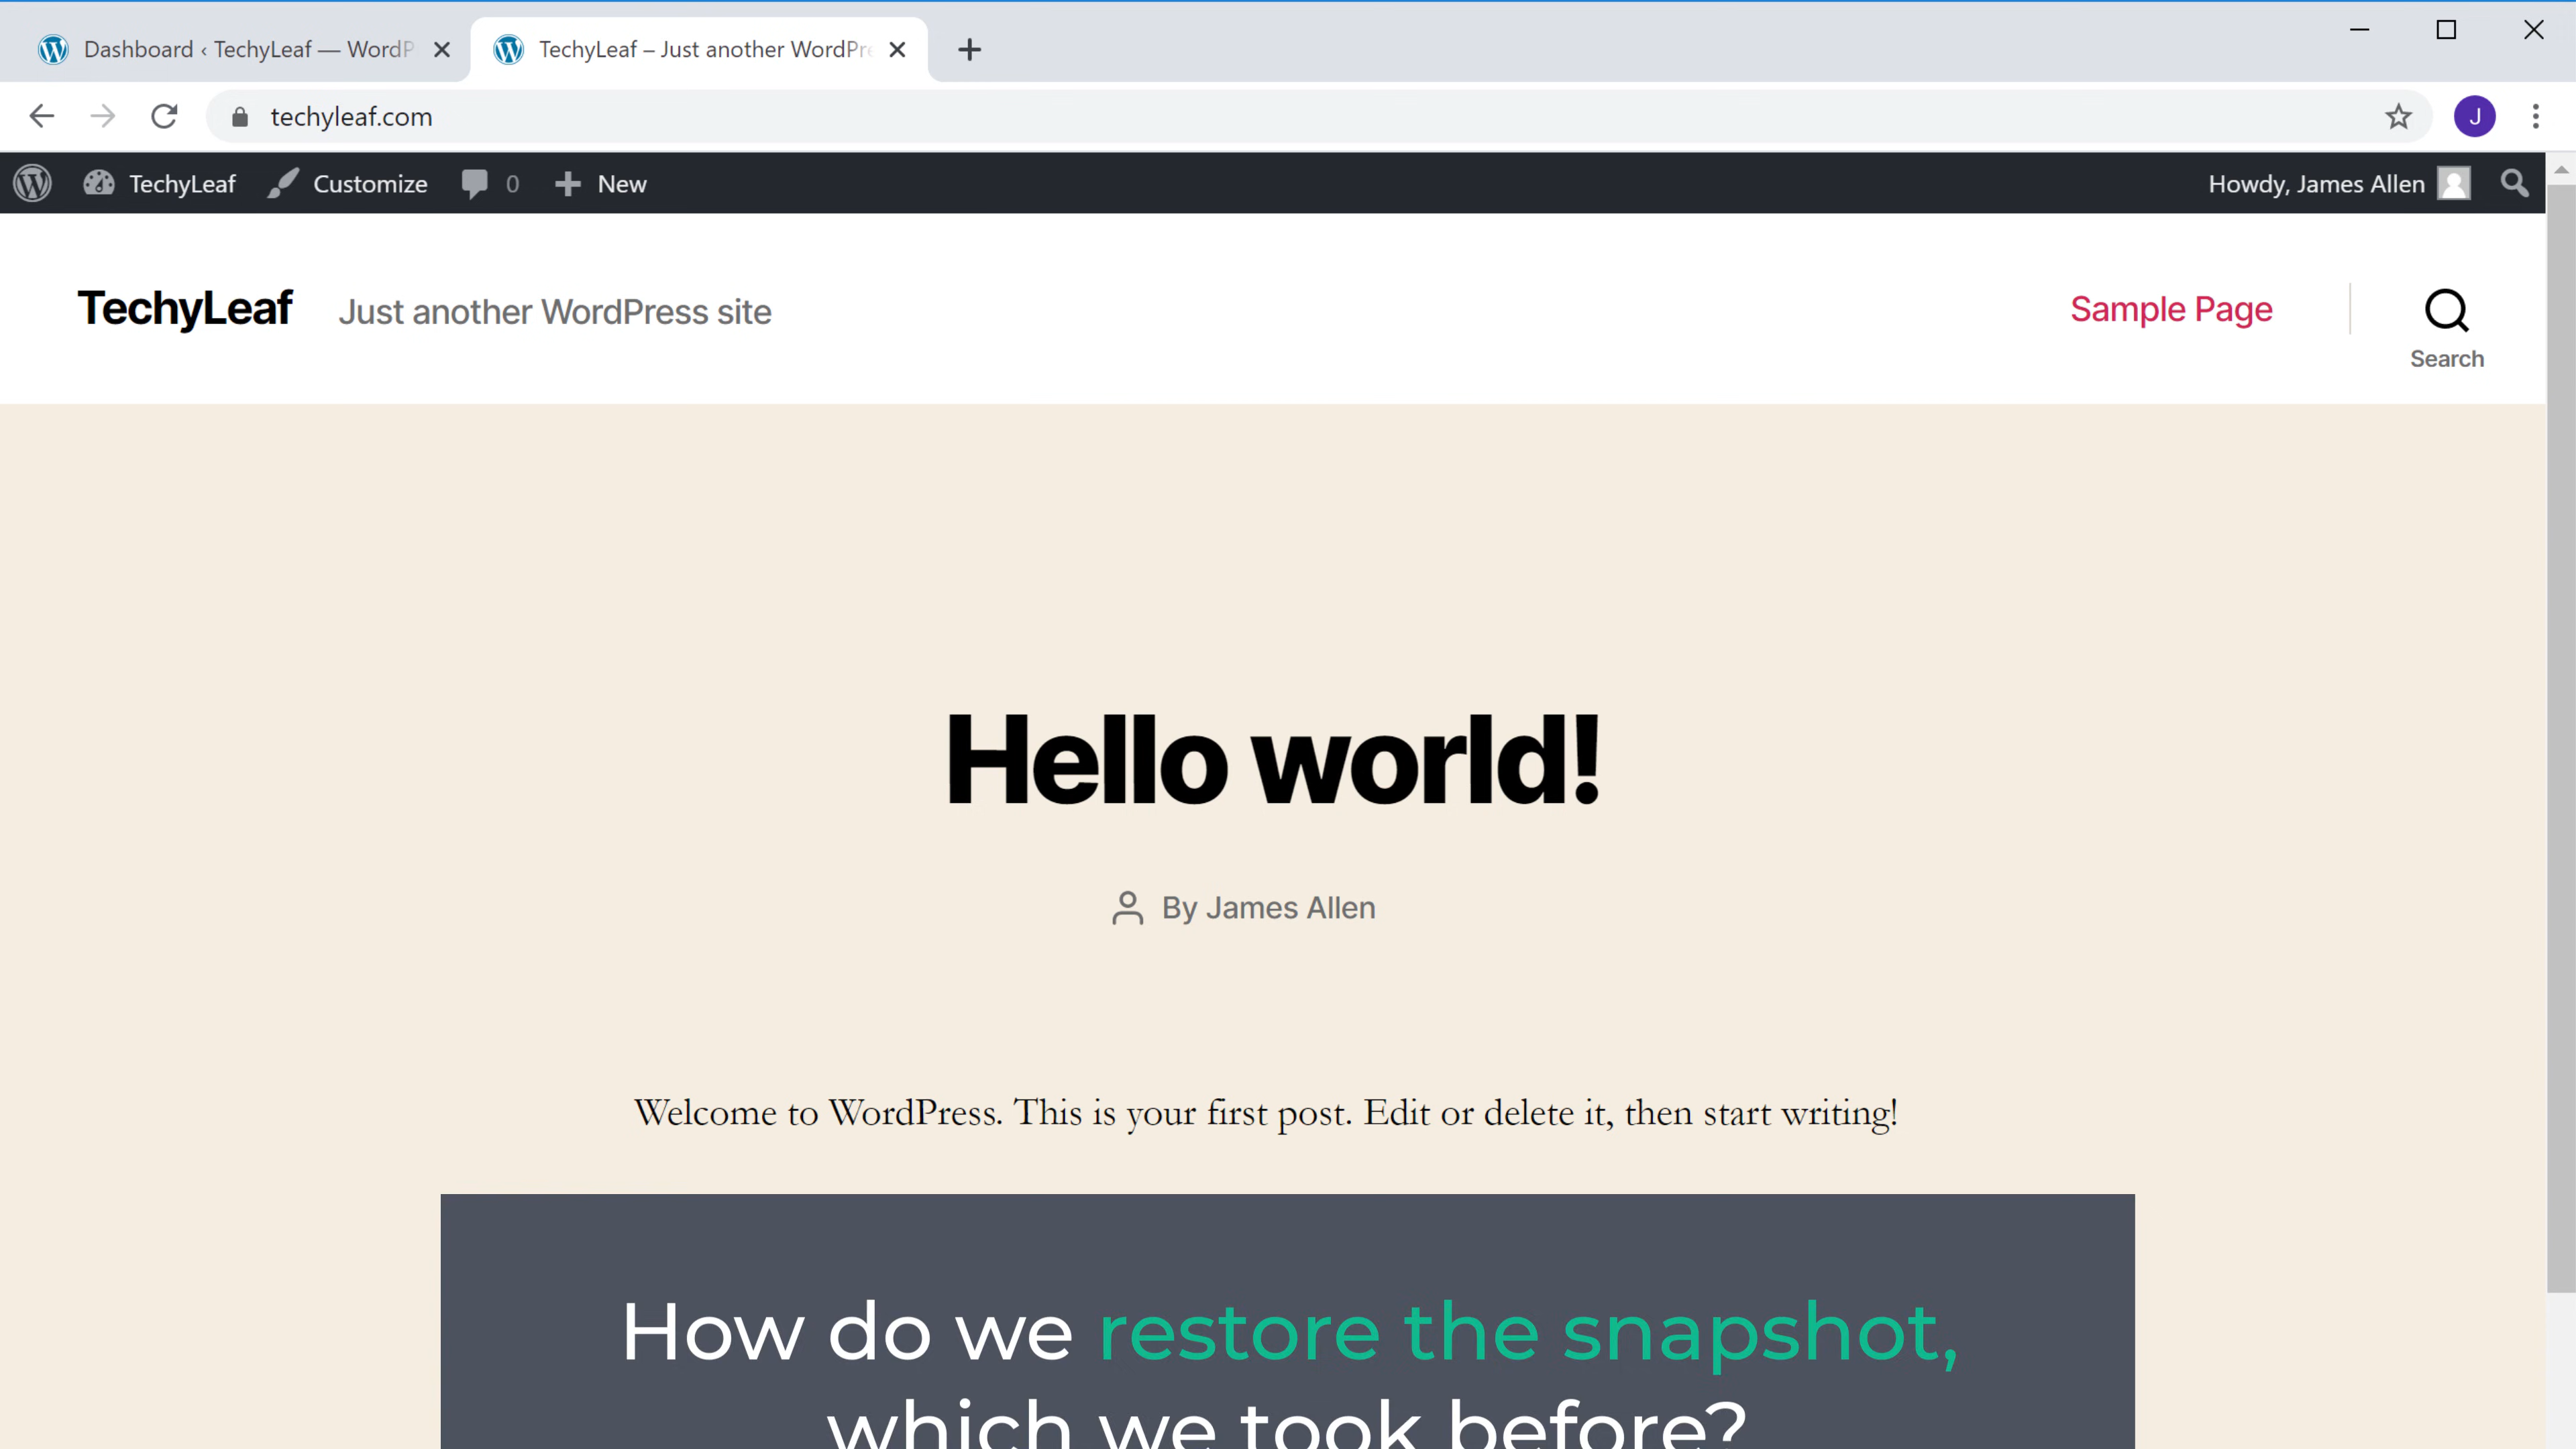 Dashboard ‹ TechyLeaf — WordP
TechyLeaf – Just another WordPre
techyleaf.com
J
TechyLeaf
Customize
0
New
Howdy, James Allen
TechyLeaf
Just another WordPress site
Sample Page
Search
Hello world!
By James Allen
Welcome to WordPress. This is your first post. Edit or delete it, then start writing!
How do we restore the snapshot,
which we took before?